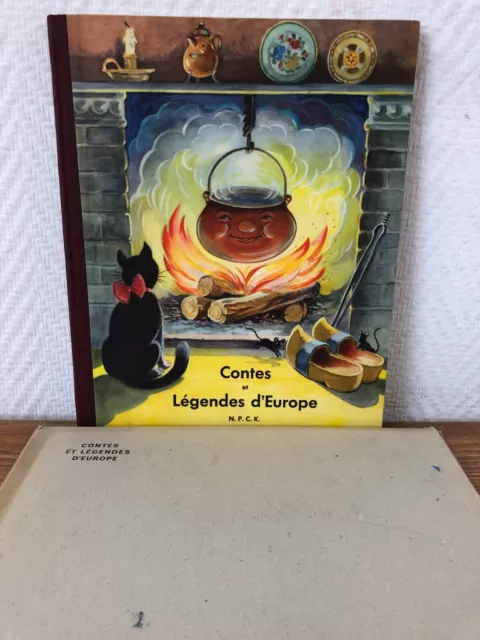 Contes
et
Légendes d'Europe
N. P. C. K.
CONTES
ET LÉGENDES
D'EUROPE